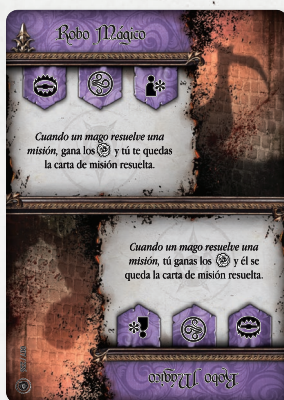 Robo Mágico
Cuando un mago resuelve una
misión, gana los y tú te quedas
la carta de misión resuelta.
Cuando un mago resuelve una
misión, tú ganas los y él se
queda la carta de misión resuelta.
Robo Mágico